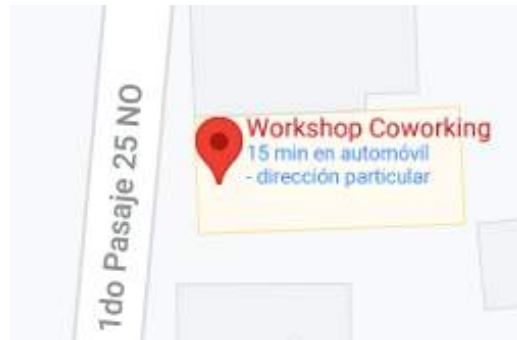 Workshop Coworking
15 min en automóvil
- dirección particular
1do Pasaje 25 NO